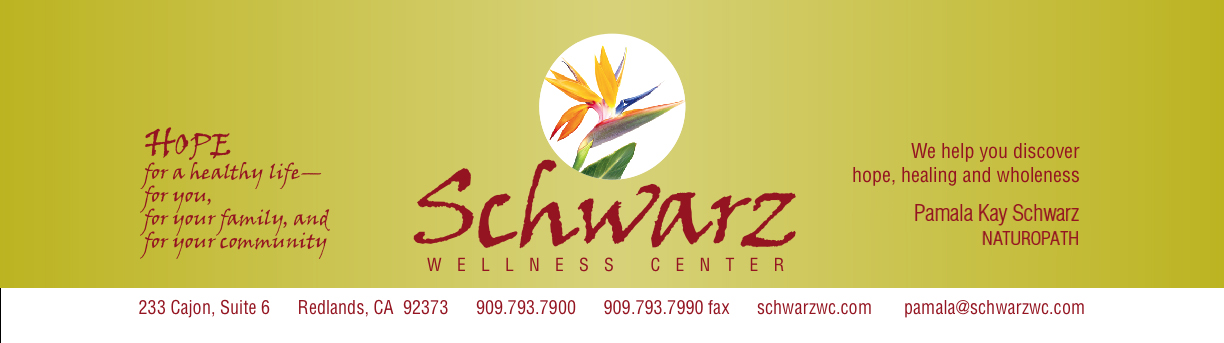 HOPE
for a healthy life—
for you,
for your family, and
for your community
Schwarz
WELLNESS CENTER
We help you discover
hope, healing and wholeness
Pamala Kay Schwarz
NATUROPATH
233 Cajon, Suite 6 Redlands, CA 92373 909.793.7900 909.793.7990 fax schwarzwc.com pamala@schwarzwc.com